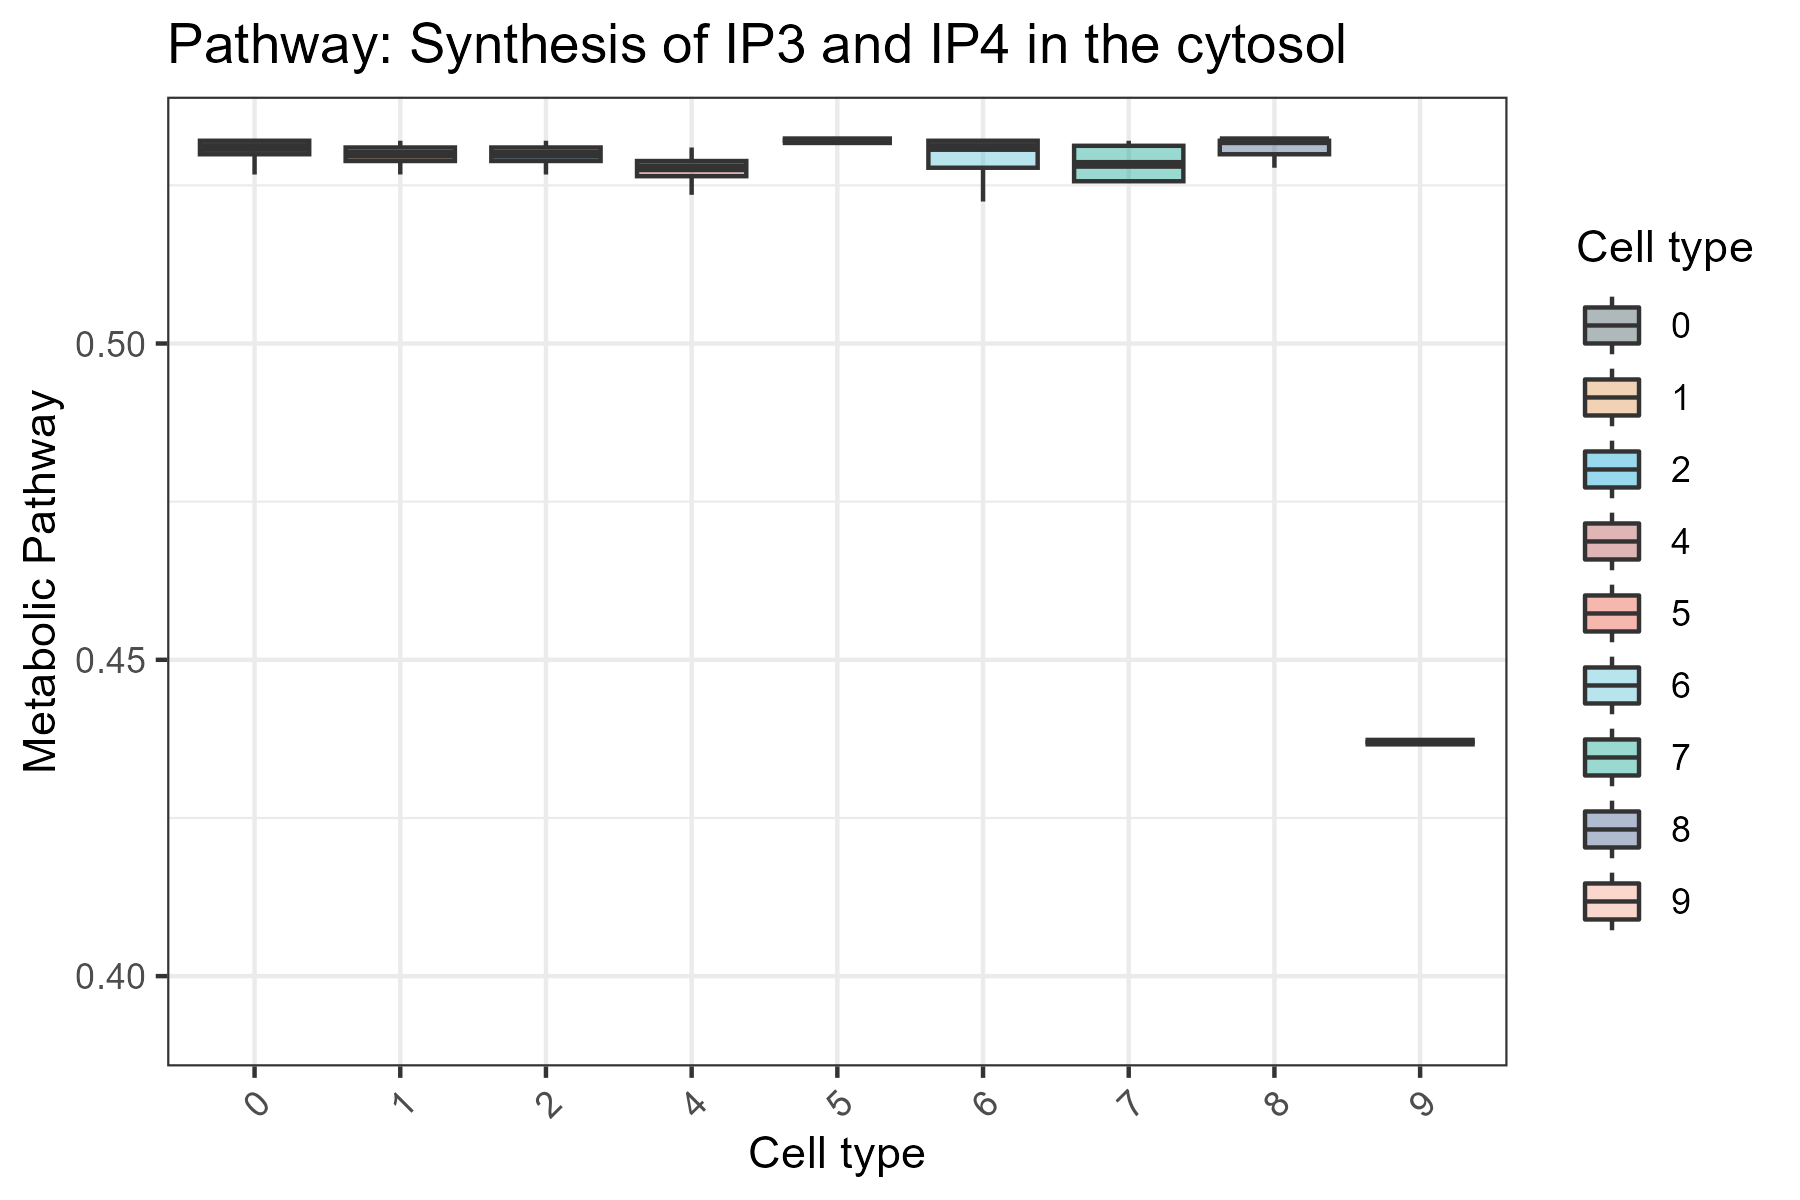 Pathway: Synthesis of IP3 and IP4 in the cytosol
Metabolic Pathway
0.50
0.45
0.40
0 1 2 4 5 6 7 8 9
Cell type
Cell type
0
1
2
4
5
6
7
8
9